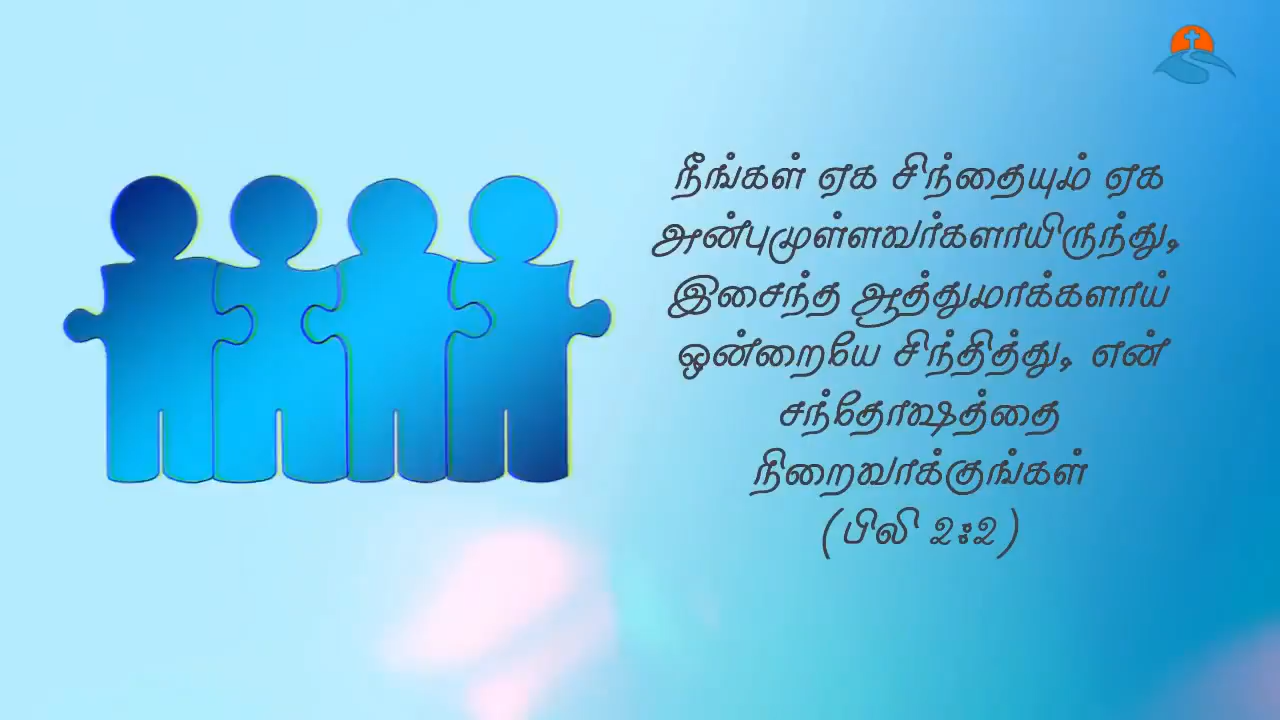 நீங்கள் ஏக சிந்தையும் ஏக
அன்புமுள்ளவர்களாயிருந்து,
இசைந்த ஆத்துமாக்களாய்
ஒன்றையே சிந்தித்து, என்
சந்தோஷத்தை
நிறைவாக்குங்கள்
(பிலி 2:2)